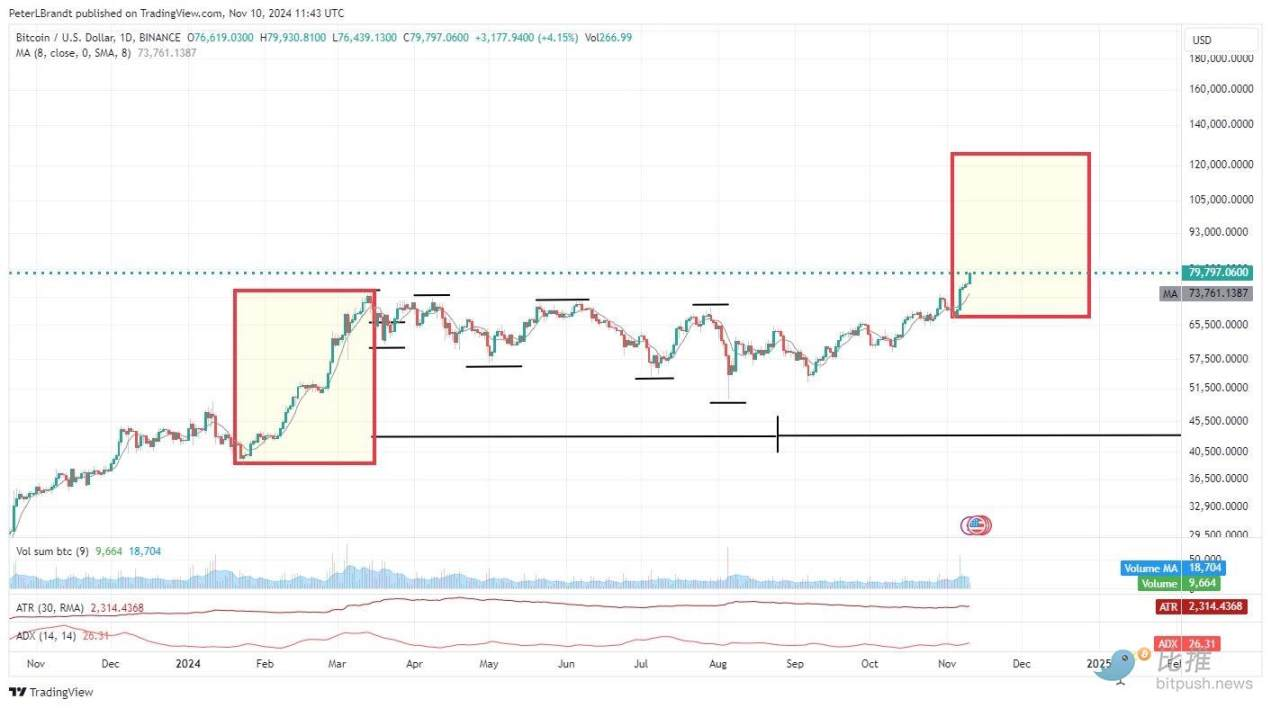 PeterLBrandt published on TradingView.com, Nov 10, 2024 11:43 UTC
Bitcoin / U.S. Dollar, 1D, BINANCE O76,619.0300 H79,930.8100 L76,439.1300 C79,797.0600 +3,177.9400 (+4.15%) Vol266.99
MA (8, close, 0, SMA, 8) 73,761.1387
USD
180,000.0000
160,000.0000
140,000.0000
120,000.0000
105,000.0000
93,000.0000
79,797.0600
MA 73,761.1387
65,500.0000
57,500.0000
51,500.0000
45,500.0000
40,500.0000
36,500.0000
32,900.0000
29,500.0000
Vol sum btc (9) 9,664 18,704
50,000
Volume MA 18,704
Volume 9,664
ATR (30, RMA) 2,314.4368
ATR 2,314.4368
ADX (14, 14) 26.31
ADX 26.31
Nov Dec 2024 Feb Mar Apr May Jun Jul Aug Sep Oct Nov Dec 2025
比推
bitpush.news
TradingView